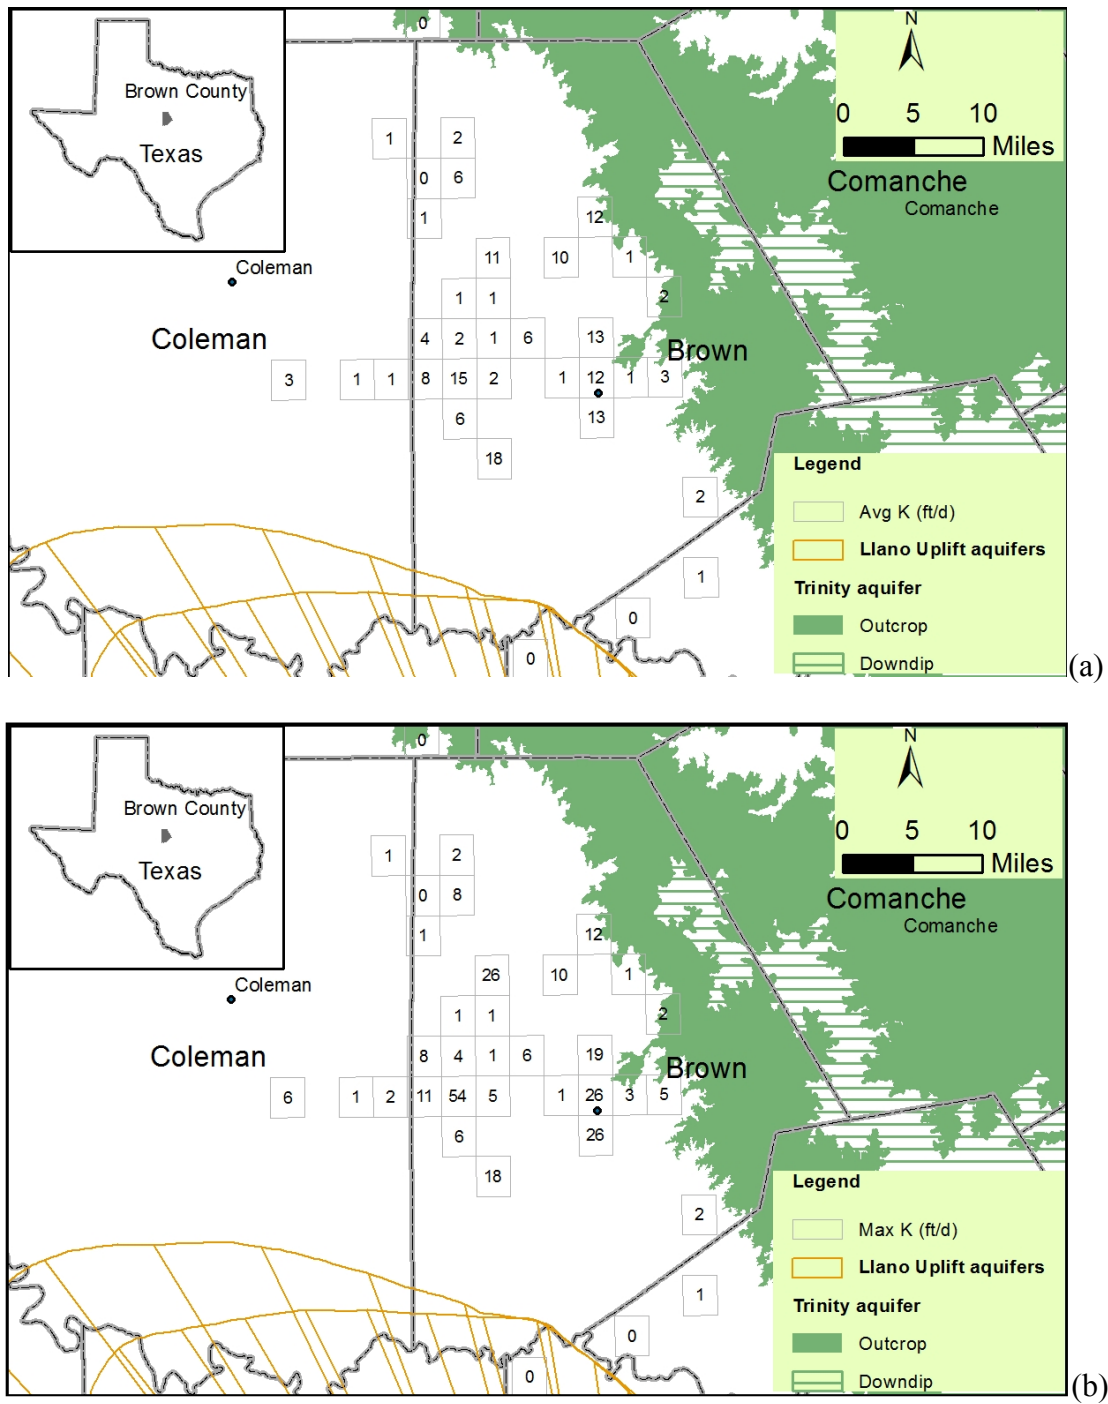 0
N
Brown County
Texas
0 5 10
Miles
1 2
0 6
Comanche
Comanche
1 12
11 10 1
Coleman
1 1 2
Coleman
4 2 1 6 13
Brown
3 1 1 8 15 2 1 12 1 3
6 13
18
Legend
2
Avg K (ft/d)
Llano Uplift aquifers
1
Trinity aquifer
0
Outcrop
0
Downdip
(a)
0
N
Brown County
Texas
0 5 10
Miles
1 2
0 8
Comanche
Comanche
1 12
26 10 1
Coleman
1 1 2
Coleman
8 4 1 6 19
Brown
6 1 2 11 54 5 1 26 3 5
6 26
18
Legend
2
Max K (ft/d)
Llano Uplift aquifers
1
Trinity aquifer
0
Outcrop
0
Downdip
(b)